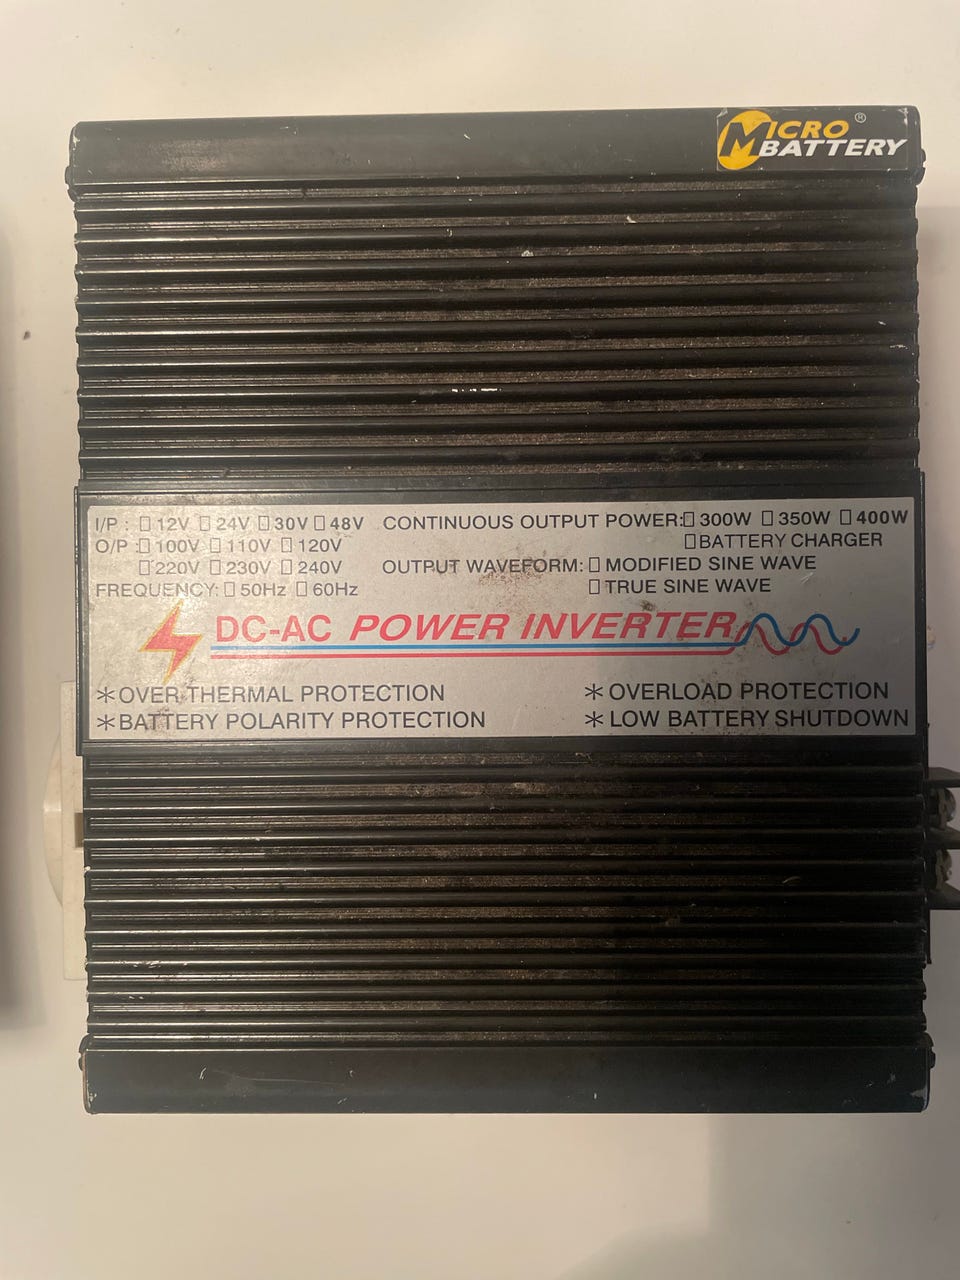 MICRO ®
BATTERY
I/P : ☐ 12V ☐ 24V ☐ 30V ☐ 48V CONTINUOUS OUTPUT POWER:☐ 300W ☐ 350W ☐ 400W
O/P :☐ 100V ☐ 110V ☐ 120V ☐BATTERY CHARGER
☐220V ☐ 230V ☐ 240V OUTPUT WAVEFORM: ☐ MODIFIED SINE WAVE
FREQUENCY: ☐ 50Hz ☐ 60Hz ☐ TRUE SINE WAVE
DC-AC POWER INVERTER
*OVER THERMAL PROTECTION *OVERLOAD PROTECTION
*BATTERY POLARITY PROTECTION * LOW BATTERY SHUTDOWN